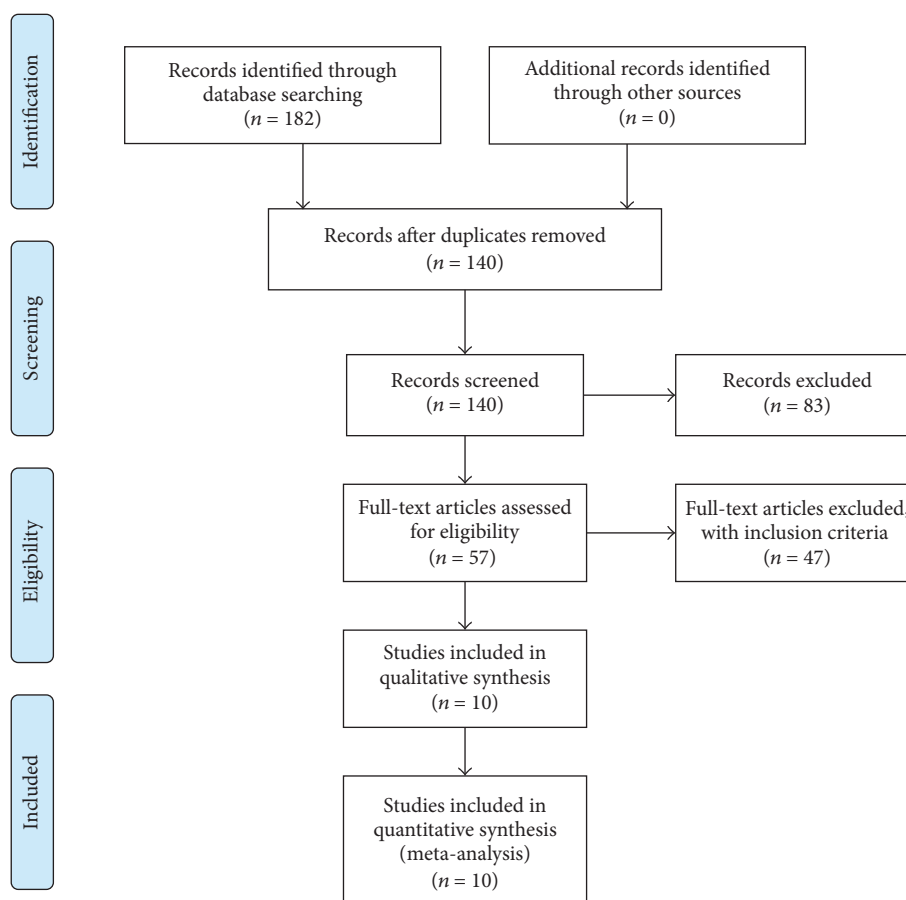 Identification
Records identified through
database searching
(n = 182)
Additional records identified
through other sources
(n = 0)
Records after duplicates removed
(n = 140)
Screening
Records screened
(n = 140)
Records excluded
(n = 83)
Eligibility
Full-text articles assessed
for eligibility
(n = 57)
Full-text articles excluded,
with inclusion criteria
(n = 47)
Studies included in
qualitative synthesis
(n = 10)
Included
Studies included in
quantitative synthesis
(meta-analysis)
(n = 10)